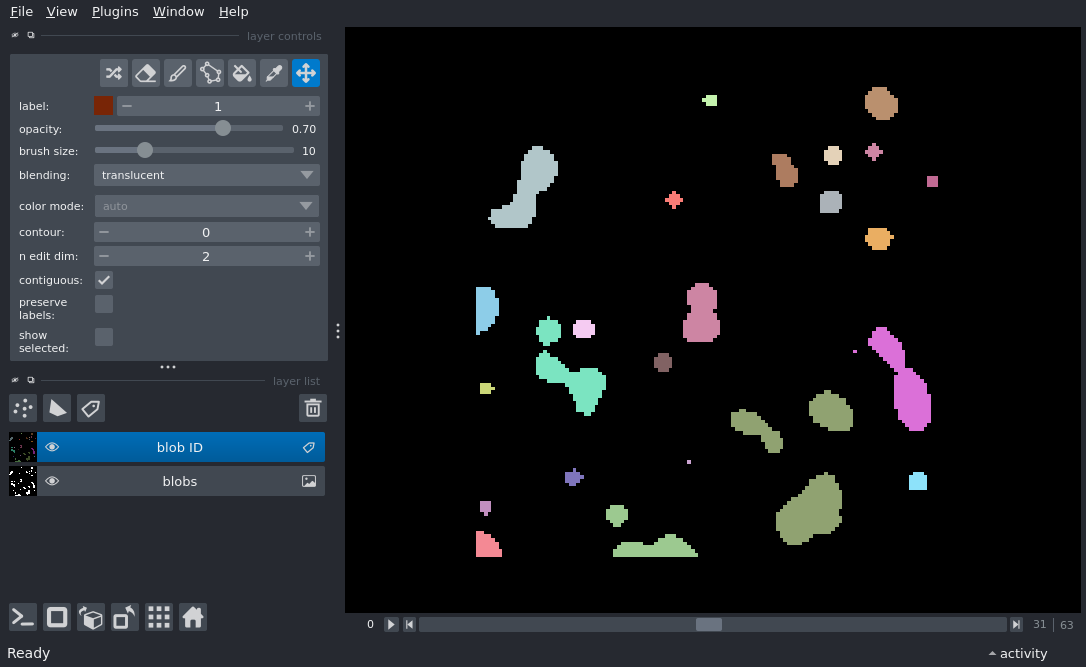 File View Plugins Window Help
layer controls
label: 1
opacity: 0.70
brush size: 10
blending: translucent
color mode: auto
contour: 0
n edit dim: 2
contiguous:
preserve
labels:
show
selected:
layer list
blob ID
blobs
0 31 63
Ready activity